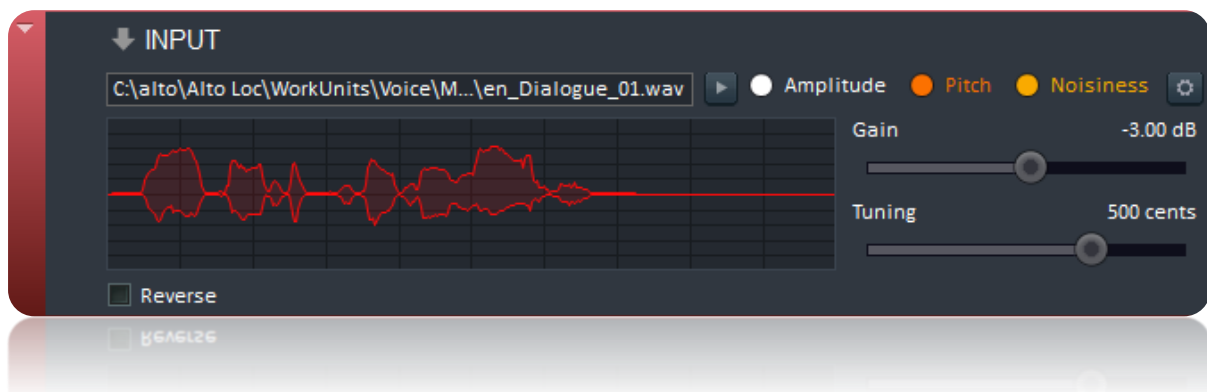 INPUT
C:\alto\Alto Loc\WorkUnits\Voice\M...\en_Dialogue_01.wav
Amplitude
Pitch
Noisiness
Gain
-3.00 dB
Tuning
500 cents
Reverse
Reverse